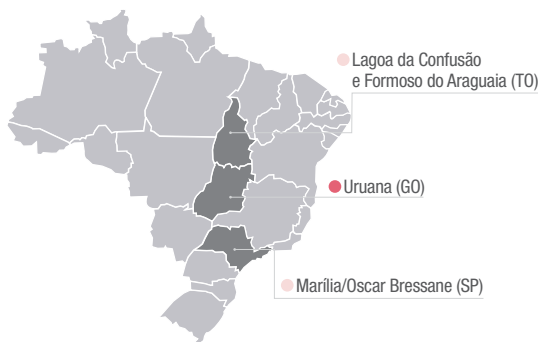 Lagoa da Confusão
e Formoso do Araguaia (TO)
Uruana (GO)
Marília/Oscar Bressane (SP)